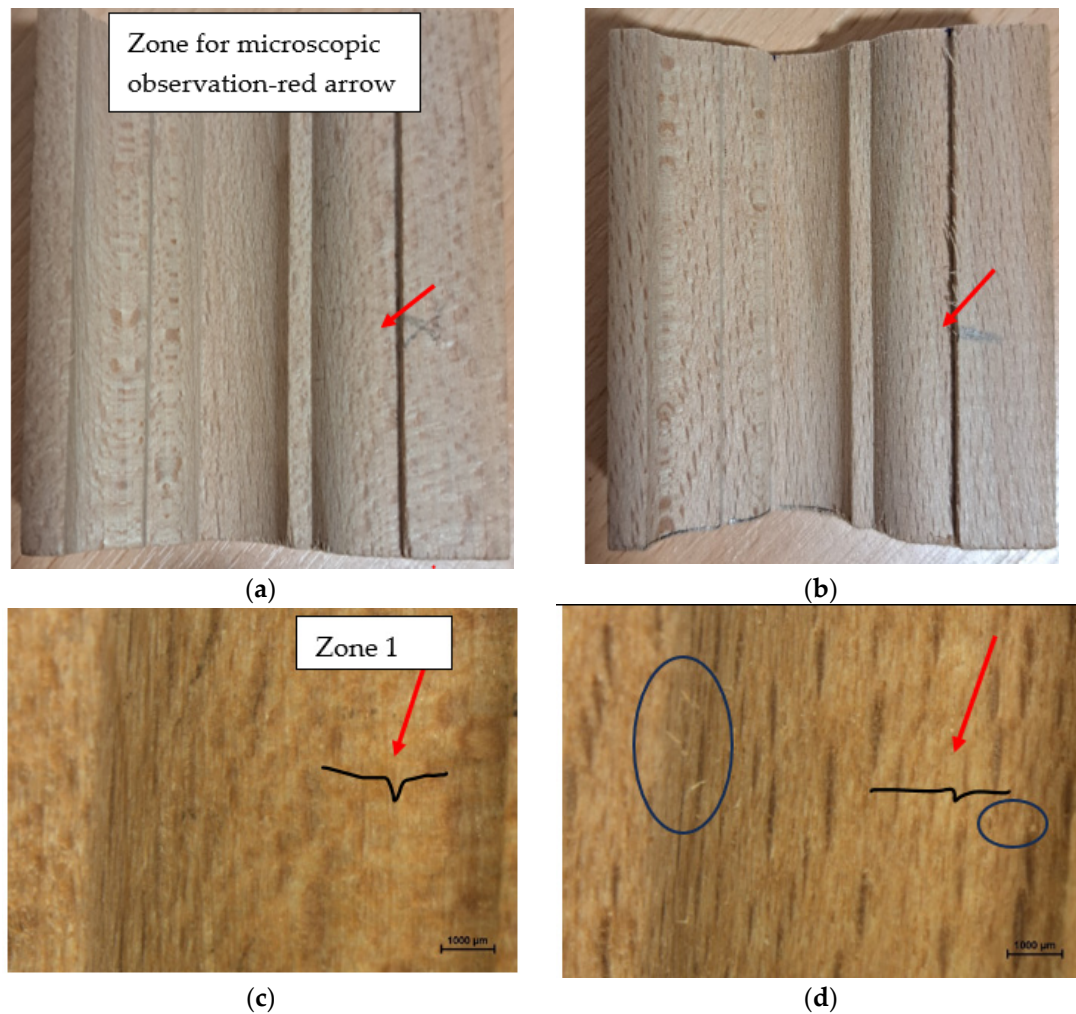 Zone for microscopic
observation-red arrow
(a)
(b)
Zone 1
1000 µm
(c)
1000 µm
(d)